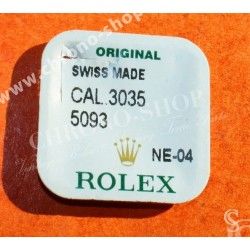 ORIGINAL
SWISS MADE
CAL.3035
5093
NE-04
ROLEX